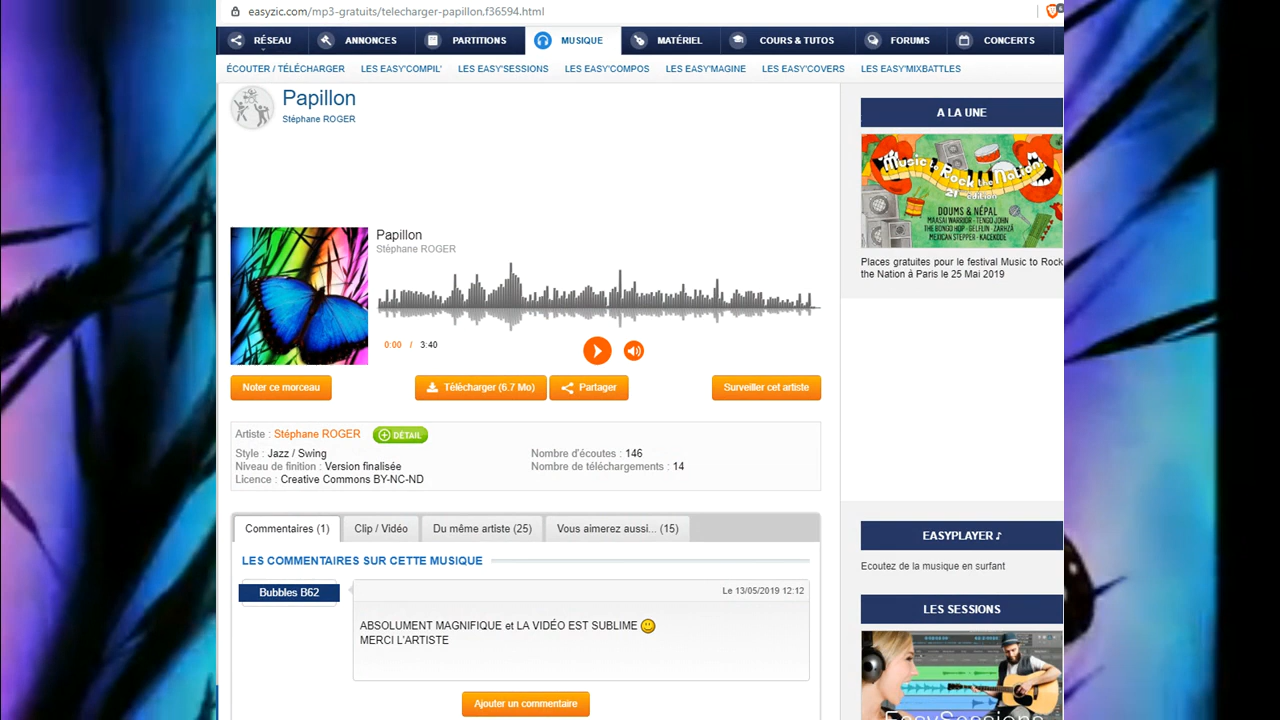 easyzic.com/mp3-gratuits/telecharger-papillon,f36594.html
RÉSEAU
ANNONCES
PARTITIONS
MUSIQUE
MATÉRIEL
COURS & TUTOS
FORUMS
CONCERTS
ÉCOUTER / TÉLÉCHARGER
LES EASY'COMPIL'
LES EASY'SESSIONS
LES EASY'COMPOS
LES EASY'MAGINE
LES EASY'COVERS
LES EASY'MIXBATTLES
Papillon
Stéphane ROGER
Papillon
Stéphane ROGER
0:00 / 3:40
Noter ce morceau
Télécharger (6.7 Mo)
Partager
Surveiller cet artiste
Artiste : Stéphane ROGER
DÉTAIL
Style : Jazz / Swing
Niveau de finition : Version finalisée
Licence : Creative Commons BY-NC-ND
Nombre d'écoutes : 146
Nombre de téléchargements : 14
Commentaires (1)
Clip / Vidéo
Du même artiste (25)
Vous aimerez aussi... (15)
LES COMMENTAIRES SUR CETTE MUSIQUE
Bubbles B62
Le 13/05/2019 12:12
ABSOLUMENT MAGNIFIQUE et LA VIDÉO EST SUBLIME
MERCI L'ARTISTE
Ajouter un commentaire
A LA UNE
Music to Rock the Nation
21e édition
DOUMS & NÉPAL
MAASAI WARRIOR - TENGO JOHN
THE BONGO HOP - GELFLIN - ZARHZÄ
MEXICAN STEPPER - KACEKODE
Places gratuites pour le festival Music to Rock
the Nation à Paris le 25 Mai 2019
EASYPLAYER ♪
Ecoutez de la musique en surfant
LES SESSIONS
EasySessions